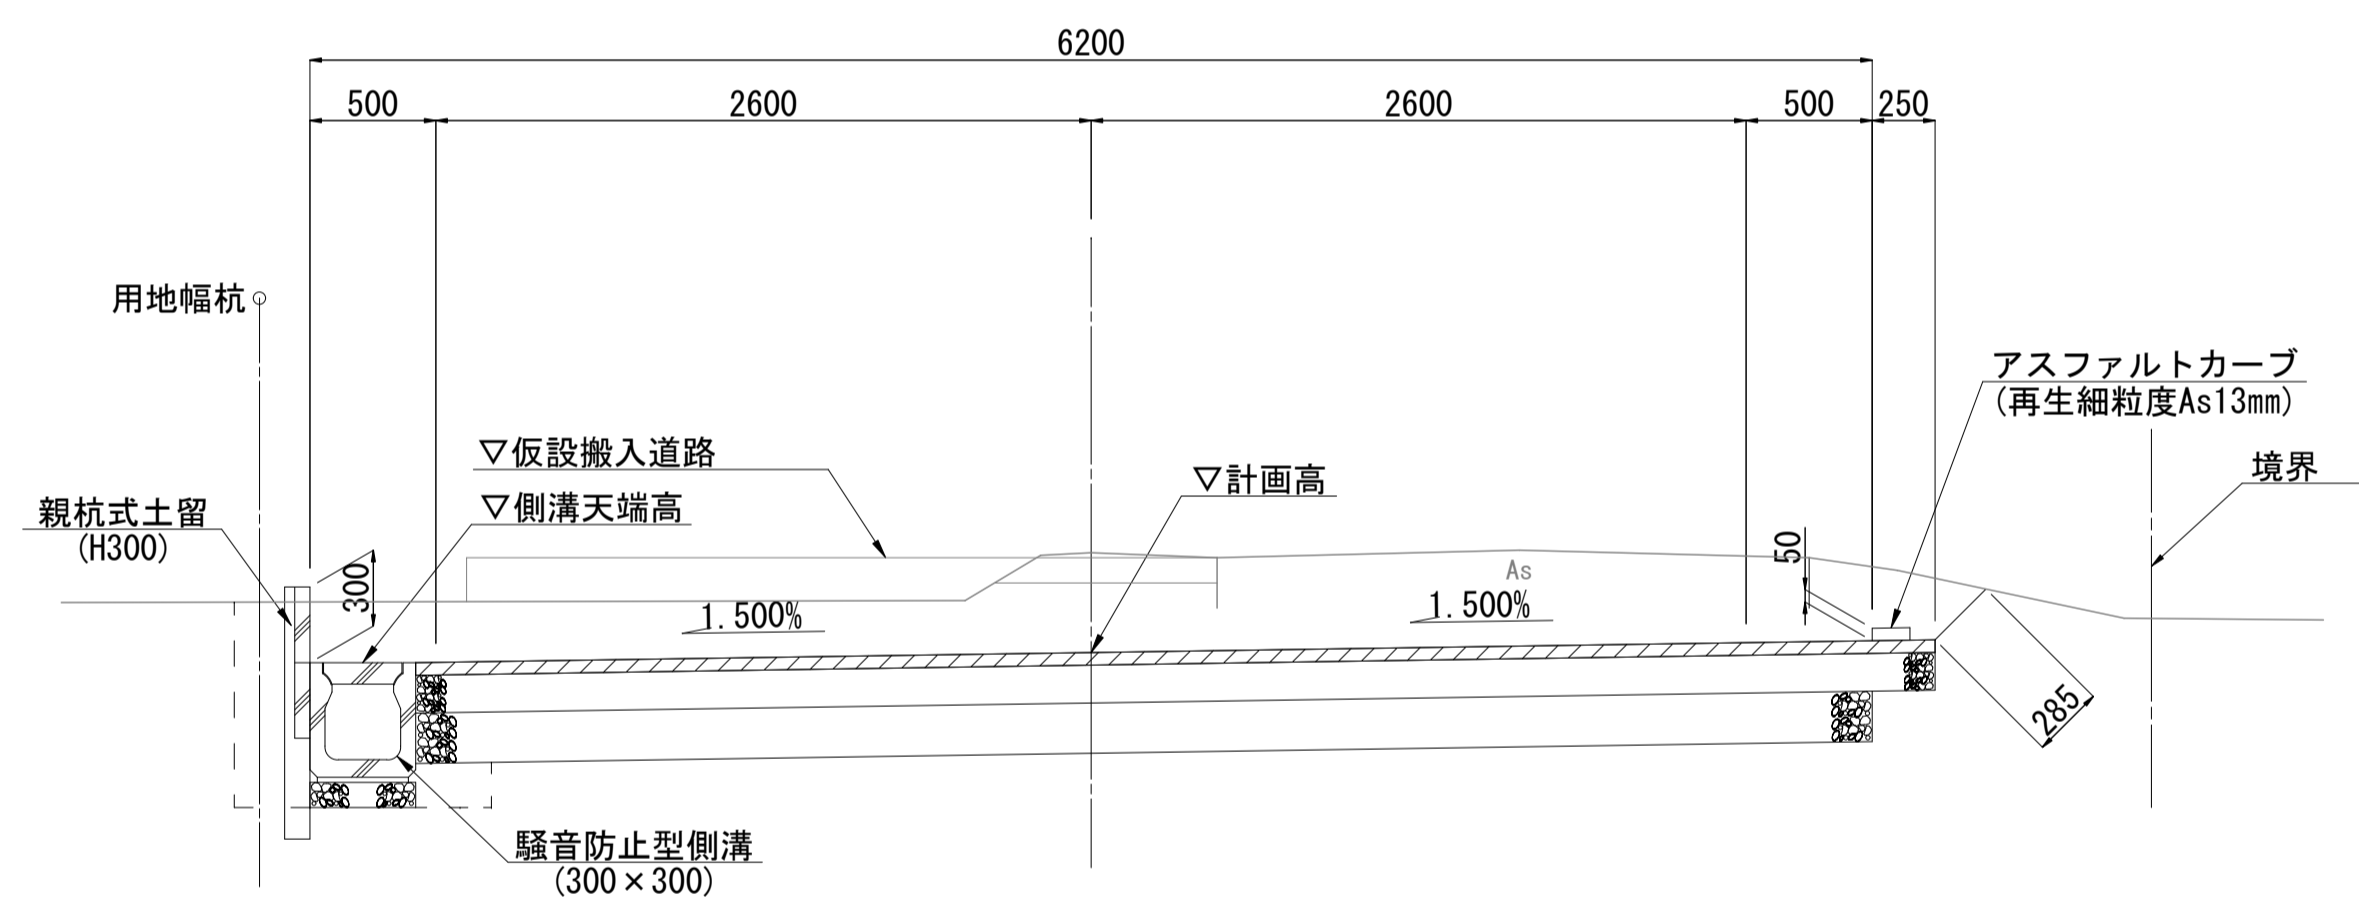 6200
500
2600
2600
500
250
用地幅杭
アスファルトカーブ
(再生細粒度As13mm)
▽仮設搬入道路
▽計画高
境界
親杭式土留
(H300)
▽側溝天端高
300
50
As
1.500%
1.500%
285
騒音防止型側溝
(300×300)